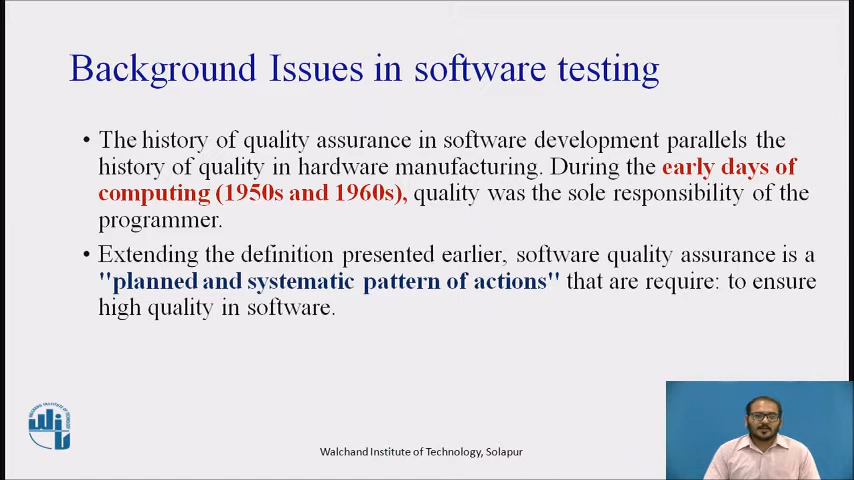 Background Issues in software testing
• The history of quality assurance in software development parallels the
history of quality in hardware manufacturing. During the early days of
computing (1950s and 1960s), quality was the sole responsibility of the
programmer.
• Extending the definition presented earlier, software quality assurance is a
"planned and systematic pattern of actions" that are require: to ensure
high quality in software.
Walchand Institute of Technology, Solapur